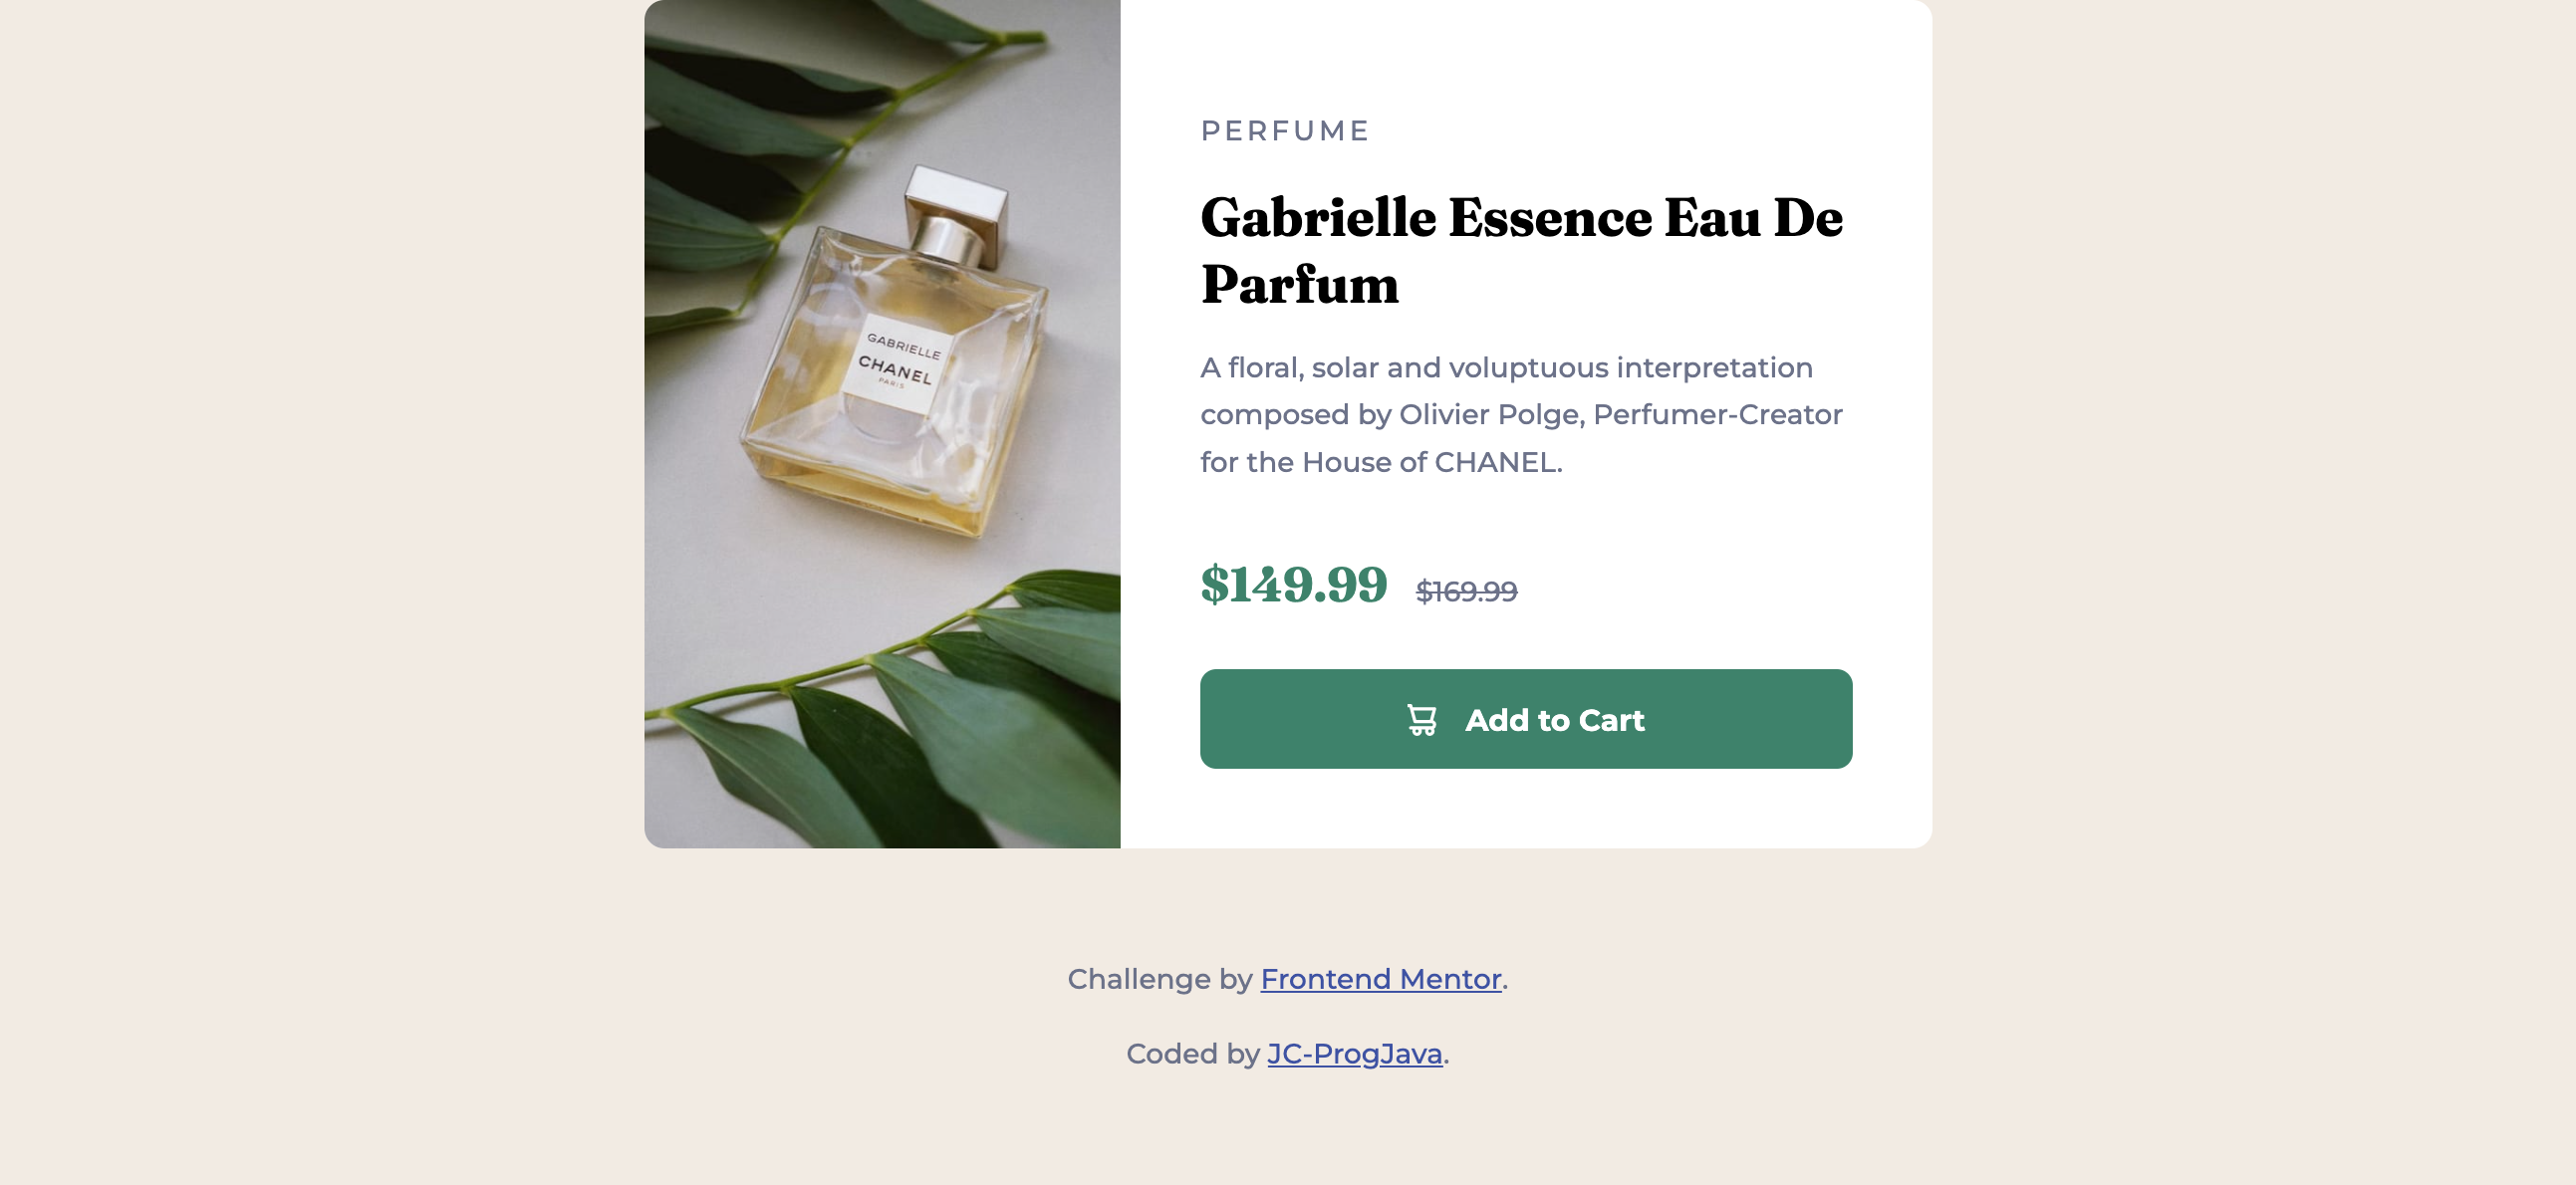 GABRIELLE
CHANEL
PARIS
PERFUME
Gabrielle Essence Eau De
Parfum
A floral, solar and voluptuous interpretation
composed by Olivier Polge, Perfumer-Creator
for the House of CHANEL.
$149.99 $169.99
Add to Cart
Challenge by Frontend Mentor.
Coded by JC-ProgJava.